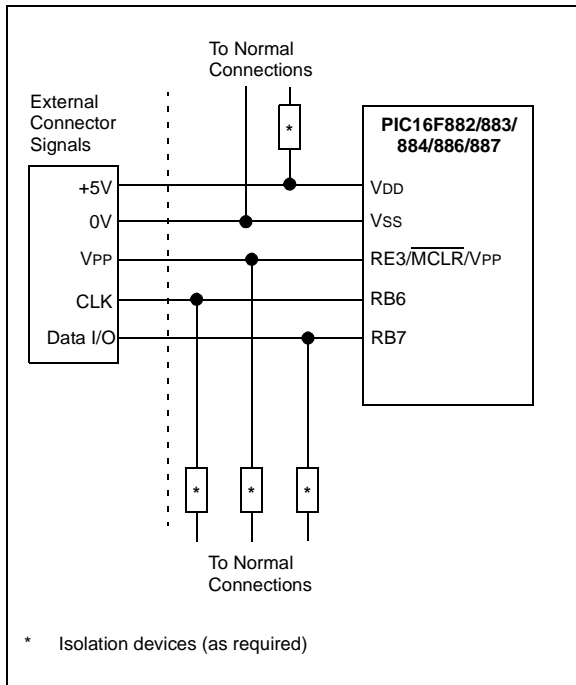 To Normal
Connections
External
Connector
Signals
*
PIC16F882/883/
884/886/887
+5V
VDD
0V
VSS
VPP
RE3/MCLR/VPP
CLK
RB6
Data I/O
RB7
*
*
*
To Normal
Connections
* Isolation devices (as required)